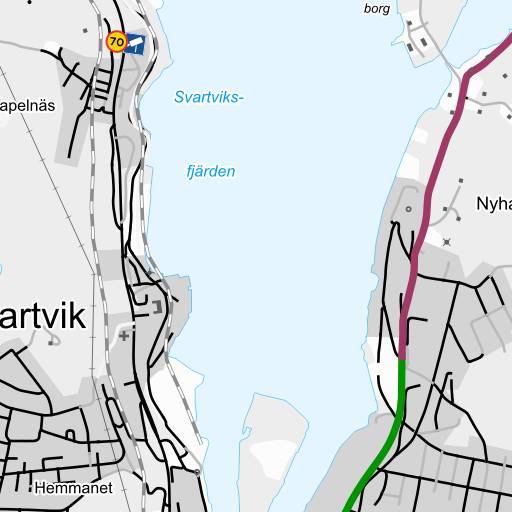 borg
70
Svartviks-
apelnäs
fjärden
Nyha
artvik
Hemmanet